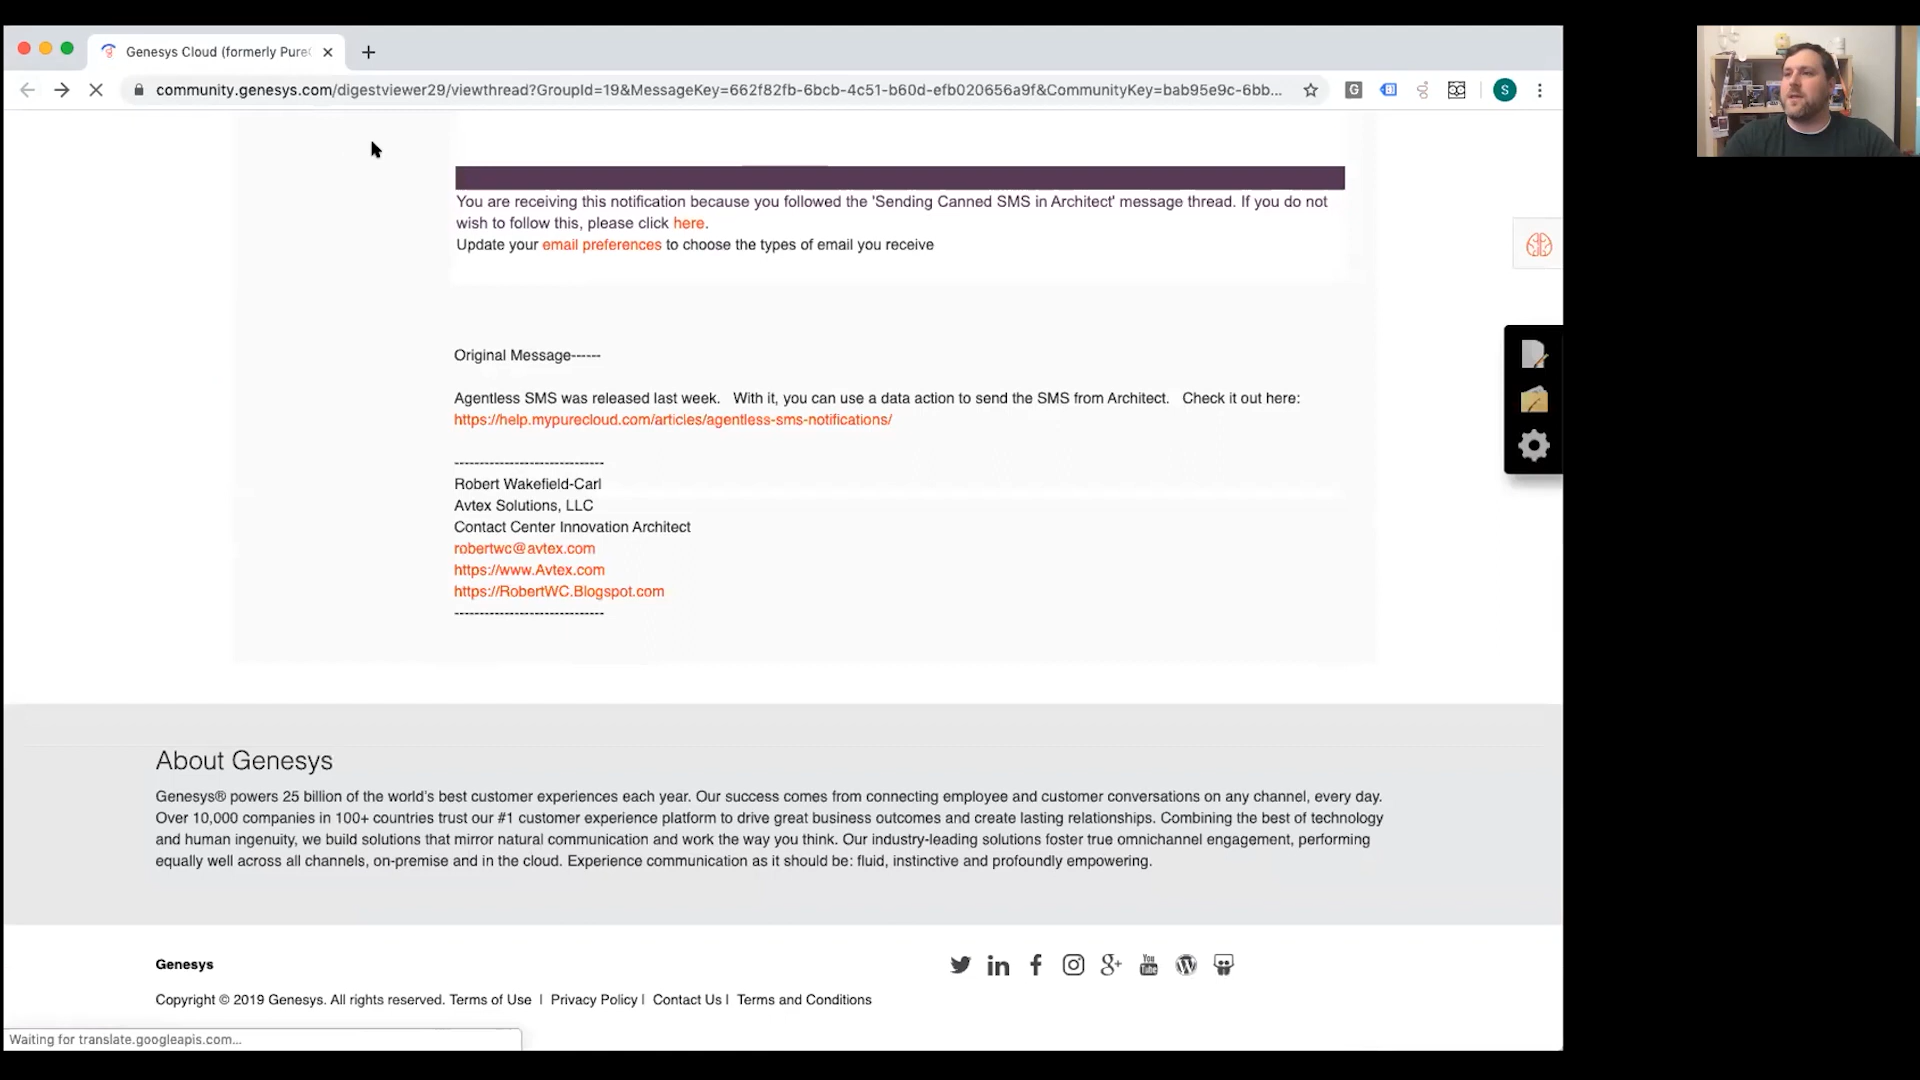 Genesys Cloud (formerly Pure
community.genesys.com/digestviewer29/viewthread?GroupId=19&MessageKey=662f82fb-6bcb-4c51-b60d-efb020656a9f&CommunityKey=bab95e9c-6bb...
S
You are receiving this notification because you followed the 'Sending Canned SMS in Architect' message thread. If you do not
wish to follow this, please click here.
Update your email preferences to choose the types of email you receive
Original Message------
Agentless SMS was released last week. With it, you can use a data action to send the SMS from Architect. Check it out here:
https://help.mypurecloud.com/articles/agentless-sms-notifications/
------------------------------
Robert Wakefield-Carl
Avtex Solutions, LLC
Contact Center Innovation Architect
robertwc@avtex.com
https://www.Avtex.com
https://RobertWC.Blogspot.com
------------------------------
About Genesys
Genesys® powers 25 billion of the world's best customer experiences each year. Our success comes from connecting employee and customer conversations on any channel, every day.
Over 10,000 companies in 100+ countries trust our #1 customer experience platform to drive great business outcomes and create lasting relationships. Combining the best of technology
and human ingenuity, we build solutions that mirror natural communication and work the way you think. Our industry-leading solutions foster true omnichannel engagement, performing
equally well across all channels, on-premise and in the cloud. Experience communication as it should be: fluid, instinctive and profoundly empowering.
Genesys
Copyright © 2019 Genesys. All rights reserved. Terms of Use | Privacy Policy | Contact Us | Terms and Conditions
Waiting for translate.googleapis.com...